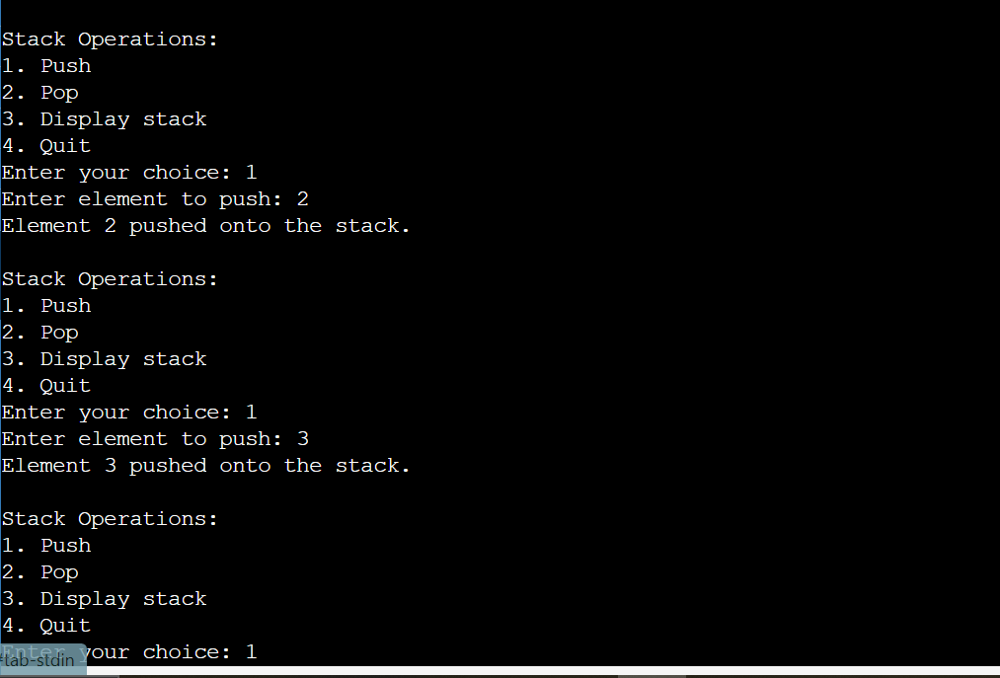 Stack Operations:
1. Push
2. Pop
3. Display stack
4. Quit
Enter your choice: 1
Enter element to push: 2
Element 2 pushed onto the stack.
Stack Operations:
1. Push
2. Pop
3. Display stack
4. Quit
Enter your choice: 1
Enter element to push: 3
Element 3 pushed onto the stack.
Stack Operations:
1. Push
2. Pop
3. Display stack
4. Quit
Enter your choice: 1
#tab-stdin